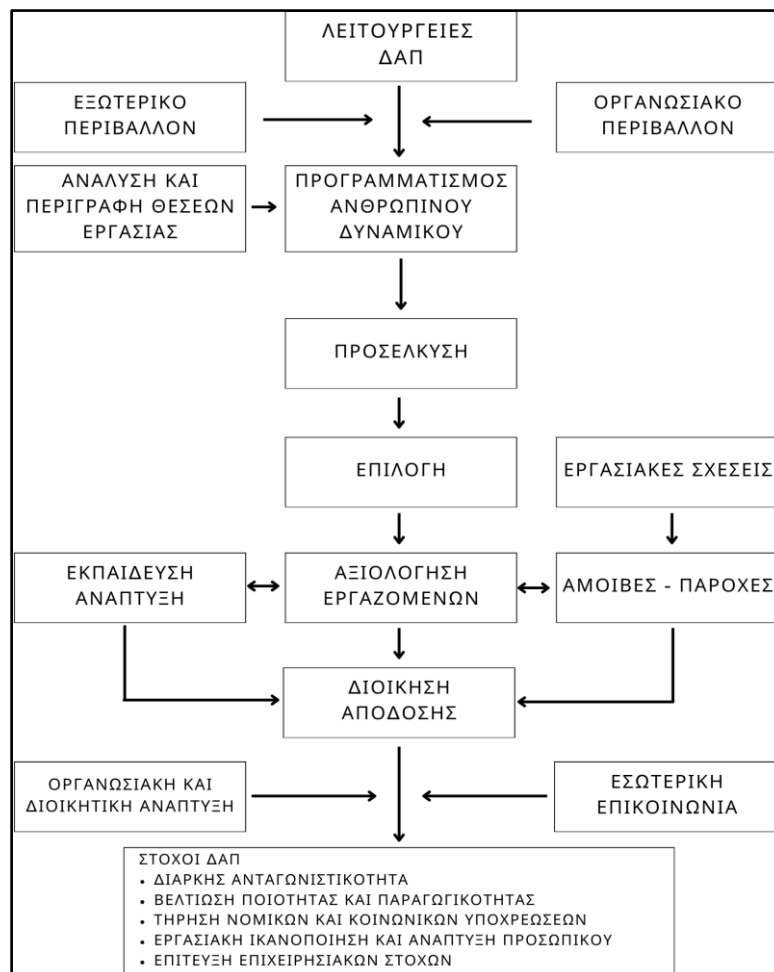 ΛΕΙΤΟΥΡΓΕΙΕΣ
ΔΑΠ
ΕΞΩΤΕΡΙΚΟ
ΠΕΡΙΒΑΛΛΟΝ
ΟΡΓΑΝΩΣΙΑΚΟ
ΠΕΡΙΒΑΛΛΟΝ
ΑΝΑΛΥΣΗ ΚΑΙ
ΠΕΡΙΓΡΑΦΗ ΘΕΣΕΩΝ
ΕΡΓΑΣΙΑΣ
ΠΡΟΓΡΑΜΜΑΤΙΣΜΟΣ
ΑΝΘΡΩΠΙΝΟΥ
ΔΥΝΑΜΙΚΟΥ
ΠΡΟΣΕΛΚΥΣΗ
ΕΠΙΛΟΓΗ
ΕΡΓΑΣΙΑΚΕΣ ΣΧΕΣΕΙΣ
ΕΚΠΑΙΔΕΥΣΗ
ΑΝΑΠΤΥΞΗ
ΑΞΙΟΛΟΓΗΣΗ
ΕΡΓΑΖΟΜΕΝΩΝ
ΑΜΟΙΒΕΣ - ΠΑΡΟΧΕΣ
ΔΙΟΙΚΗΣΗ
ΑΠΟΔΟΣΗΣ
ΟΡΓΑΝΩΣΙΑΚΗ ΚΑΙ
ΔΙΟΙΚΗΤΙΚΗ ΑΝΑΠΤΥΞΗ
ΕΣΩΤΕΡΙΚΗ
ΕΠΙΚΟΙΝΩΝΙΑ
ΣΤΟΧΟΙ ΔΑΠ
• ΔΙΑΡΚΗΣ ΑΝΤΑΓΩΝΙΣΤΙΚΟΤΗΤΑ
• ΒΕΛΤΙΩΣΗ ΠΟΙΟΤΗΤΑΣ ΚΑΙ ΠΑΡΑΓΩΓΙΚΟΤΗΤΑΣ
• ΤΗΡΗΣΗ ΝΟΜΙΚΩΝ ΚΑΙ ΚΟΙΝΩΝΙΚΩΝ ΥΠΟΧΡΕΩΣΕΩΝ
• ΕΡΓΑΣΙΑΚΗ ΙΚΑΝΟΠΟΙΗΣΗ ΚΑΙ ΑΝΑΠΤΥΞΗ ΠΡΟΣΩΠΙΚΟΥ
• ΕΠΙΤΕΥΞΗ ΕΠΙΧΕΙΡΗΣΙΑΚΩΝ ΣΤΟΧΩΝ